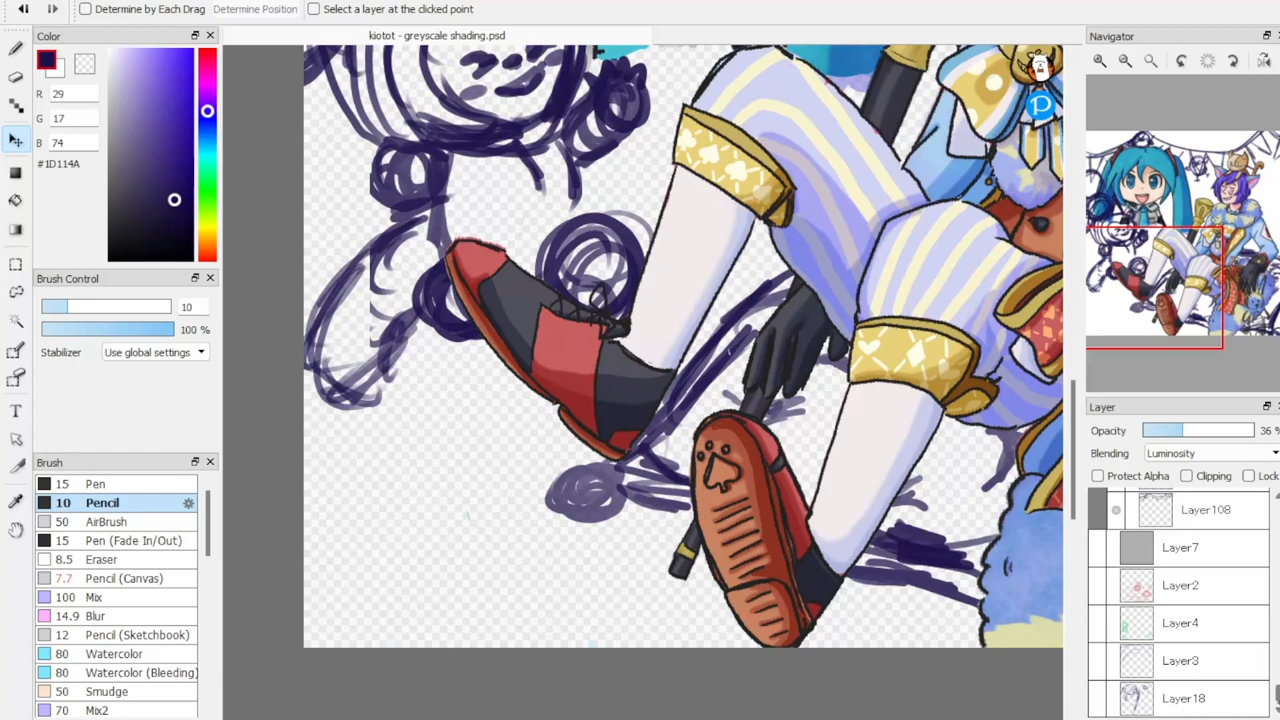 Determine by Each Drag Determine Position Select a layer at the clicked point
Color
kiotot - greyscale shading.psd
Navigator
R 29
G 17
B 74
#1D114A
Brush Control
10
100 %
Stabilizer Use global settings
Brush
15 Pen
10 Pencil
50 AirBrush
15 Pen (Fade In/Out)
8.5 Eraser
7.7 Pencil (Canvas)
100 Mix
14.9 Blur
12 Pencil (Sketchbook)
80 Watercolor
80 Watercolor (Bleeding)
50 Smudge
70 Mix2
P
Layer
Opacity 36 %
Blending Luminosity
Protect Alpha Clipping Lock
Layer108
Layer7
Layer2
Layer4
Layer3
Layer18
T